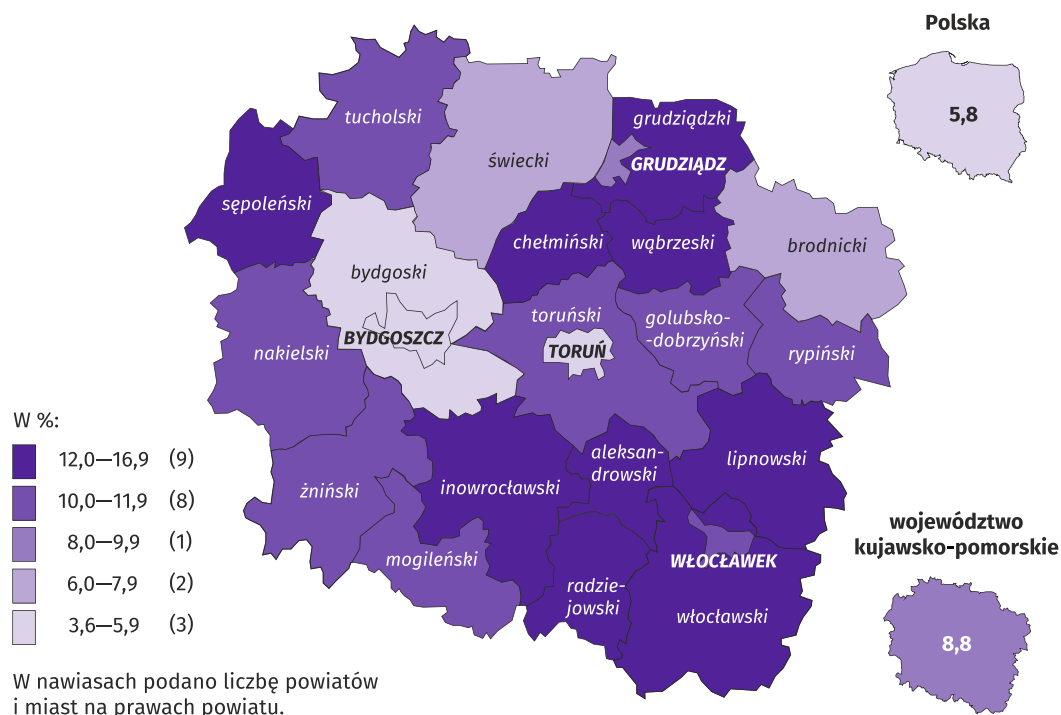 Polska
5,8
tucholski
grudziądzki
świecki
GRUDZIĄDZ
sępoleński
chełmiński
wąbrzeski
brodnicki
bydgoski
toruński
golubsko-
-dobrzyński
BYDGOSZCZ
TORUŃ
nakielski
rypiński
W %:
12,0—16,9 (9)
10,0—11,9 (8)
8,0—9,9 (1)
6,0—7,9 (2)
3,6—5,9 (3)
aleksan-
drowski
lipnowski
żniński
inowrocławski
mogileński
WŁOCŁAWEK
radzie-
jowski
włocławski
województwo
kujawsko-pomorskie
8,8
W nawiasach podano liczbę powiatów
i miast na prawach powiatu.